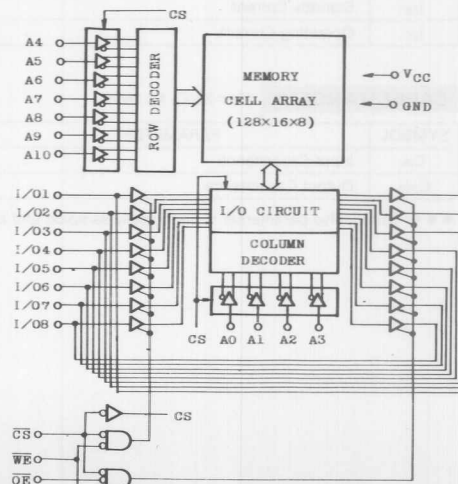 CS
A4
A5
A6
A7
A8
A9
A10
ROW DECODER
MEMORY
CELL ARRAY
(128×16×8)
VCC
GND
I/O1
I/O2
I/O3
I/O4
I/O5
I/O6
I/O7
I/O8
I/O CIRCUIT
COLUMN
DECODER
CS
A0
A1
A2
A3
CS
CS
WE
OE